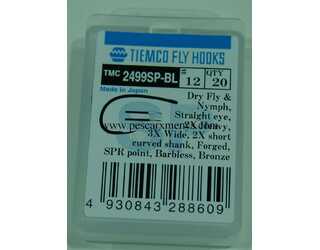 TIEMCO FLY HOOKS
TMC 2499SP-BL # 12 QTY 20
Made in Japan
Dry Fly &
Nymph,
Straight eye,
2X Heavy,
3X Wide, 2X short
curved shank, Forged,
SPR point, Barbless, Bronze
4 930843 288609